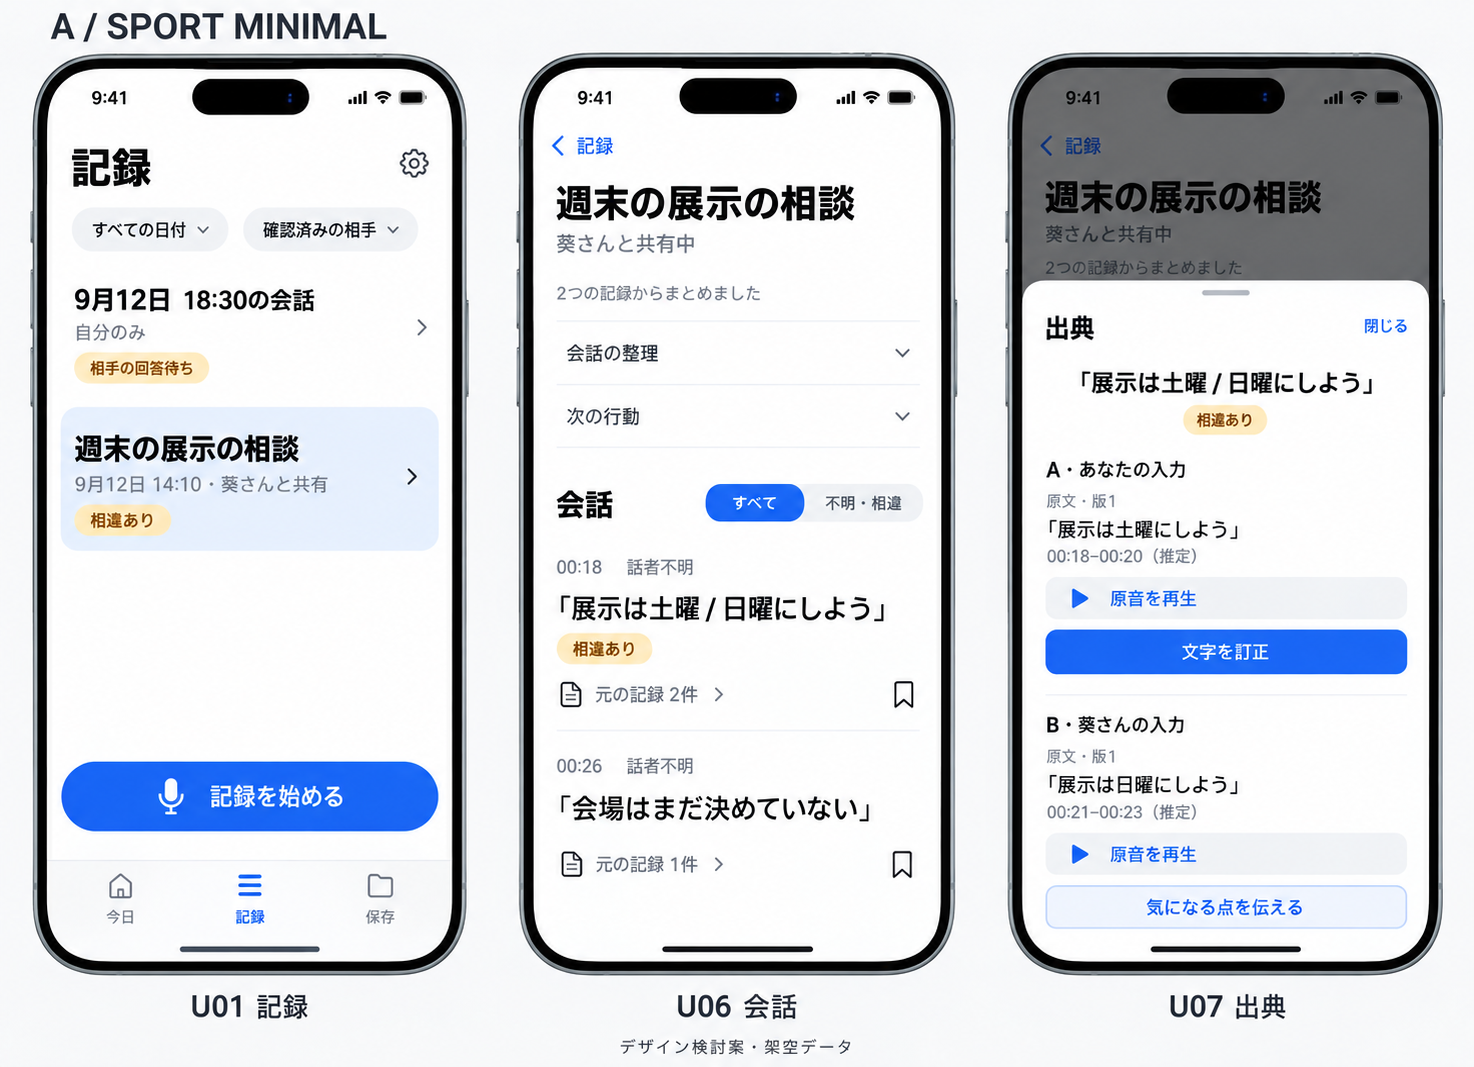 A / SPORT MINIMAL
9:41
記録
すべての日付
確認済みの相手
9月12日 18:30の会話
自分のみ
相手の回答待ち
週末の展示の相談
9月12日 14:10・葵さんと共有
相違あり
記録を始める
今日
記録
保存
U01 記録
9:41
記録
週末の展示の相談
葵さんと共有中
2つの記録からまとめました
会話の整理
次の行動
会話
すべて
不明・相違
00:18 話者不明
「展示は土曜 / 日曜にしよう」
相違あり
元の記録 2件
00:26 話者不明
「会場はまだ決めていない」
元の記録 1件
U06 会話
9:41
記録
週末の展示の相談
葵さんと共有中
2つの記録からまとめました
出典
閉じる
「展示は土曜 / 日曜にしよう」
相違あり
A・あなたの入力
原文・版1
「展示は土曜にしよう」
00:18–00:20（推定）
原音を再生
文字を訂正
B・葵さんの入力
原文・版1
「展示は日曜にしよう」
00:21–00:23（推定）
原音を再生
気になる点を伝える
U07 出典
デザイン検討案・架空データ